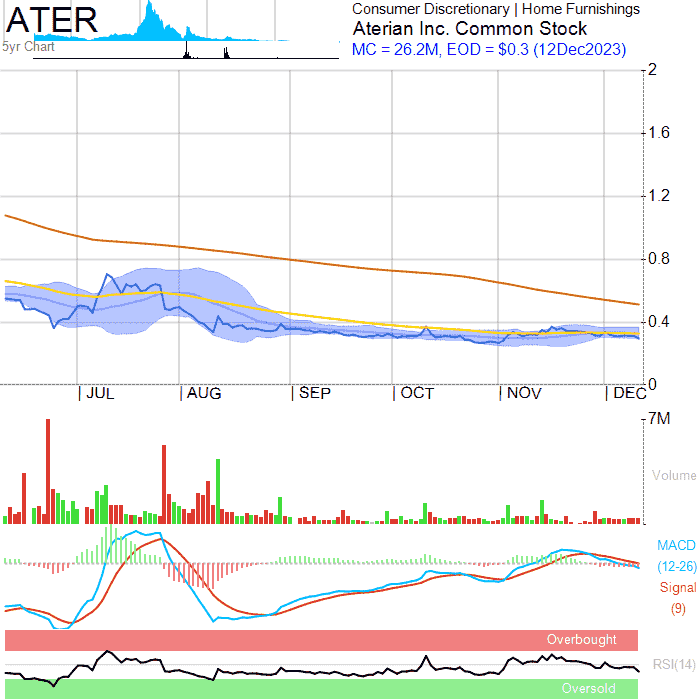 ATER
5yr Chart
Consumer Discretionary | Home Furnishings
Aterian Inc. Common Stock
MC = 26.2M, EOD = $0.3 (12Dec2023)
2
1.6
1.2
0.8
0.4
0
| JUL | AUG | SEP | OCT | NOV | DEC
7M
Volume
MACD
(12-26)
Signal
(9)
Overbought
RSI(14)
Oversold